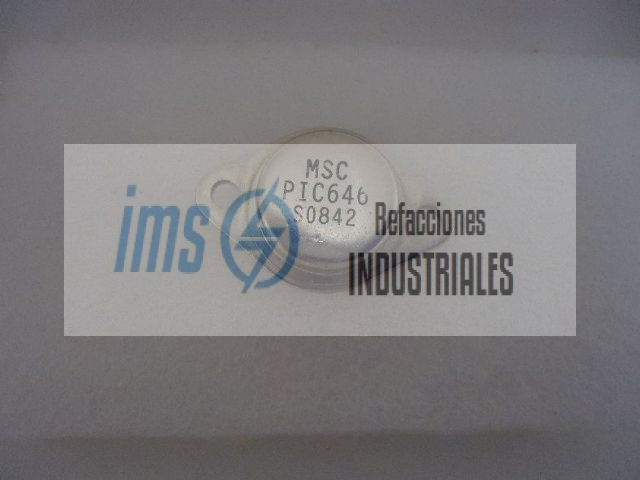 MSC
PIC646
S0842
ims
Refacciones
INDUSTRIALES